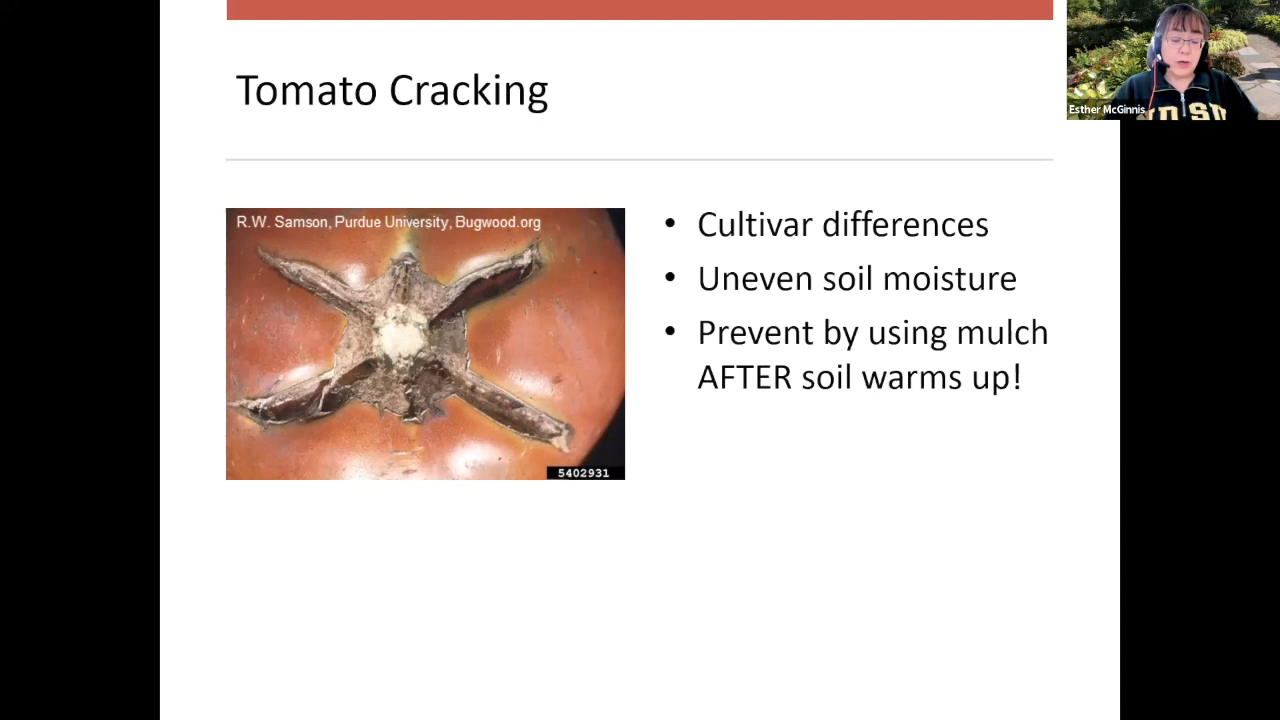 Tomato Cracking
R.W. Samson, Purdue University, Bugwood.org
5402931
• Cultivar differences
• Uneven soil moisture
• Prevent by using mulch
AFTER soil warms up!
Esther McGinnis